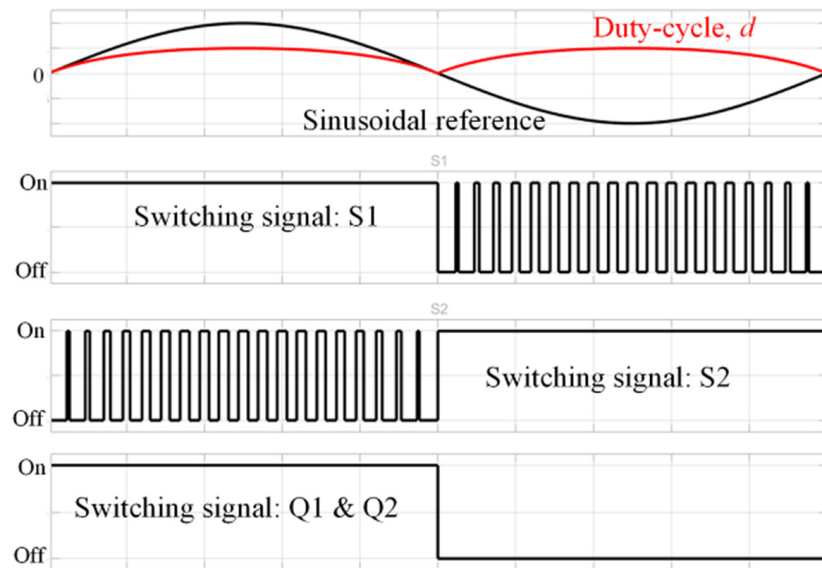 Duty-cycle, d
0
Sinusoidal reference
S1
On
Switching signal: S1
Off
S2
On
Switching signal: S2
Off
On
Switching signal: Q1 & Q2
Off